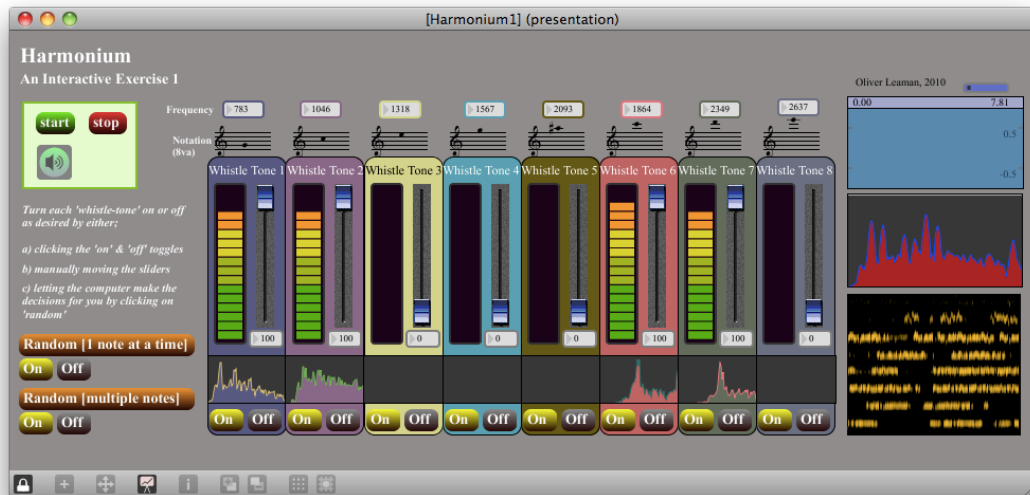 [Harmonium1] (presentation)
Harmonium
An Interactive Exercise 1
Oliver Leaman, 2010
start stop
Frequency 783 1046 1318 1567 2093 1864 2349 2637
0.00 7.81
0.5
-0.5
Notation
(8va)
Whistle Tone 1 Whistle Tone 2 Whistle Tone 3 Whistle Tone 4 Whistle Tone 5 Whistle Tone 6 Whistle Tone 7 Whistle Tone 8
Turn each 'whistle-tone' on or off
as desired by either;
a) clicking the 'on' & 'off' toggles
b) manually moving the sliders
c) letting the computer make the
decisions for you by clicking on
'random'
100 100 0 0 0 100 100 0
Random [1 note at a time]
On Off
Random [multiple notes]
On Off
On Off On Off On Off On Off On Off On Off On Off On Off